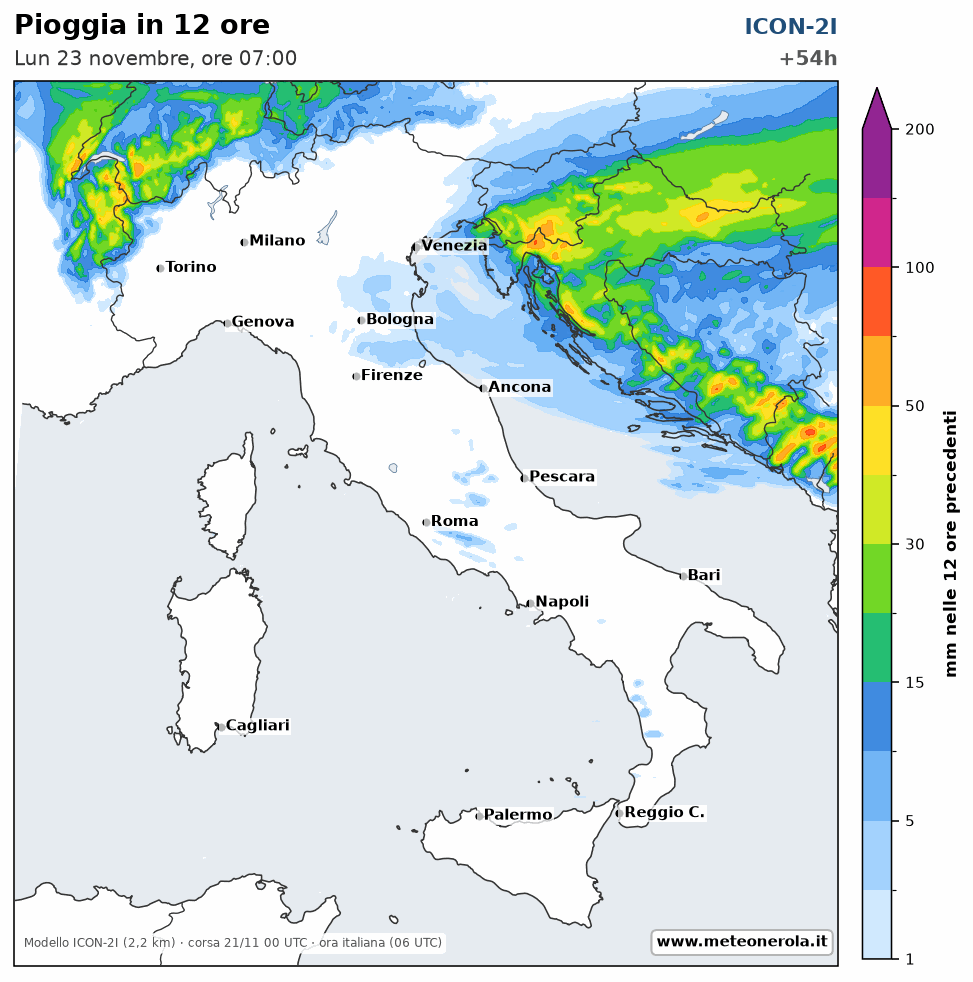 Pioggia in 12 ore
ICON-2I
Lun 23 novembre, ore 07:00
+54h
200
100
50
30
15
5
1
mm nelle 12 ore precedenti
Milano
Venezia
Torino
Genova
Bologna
Firenze
Ancona
Pescara
Roma
Bari
Napoli
Cagliari
Palermo
Reggio C.
Modello ICON-2I (2,2 km) · corsa 21/11 00 UTC · ora italiana (06 UTC)
www.meteonerola.it